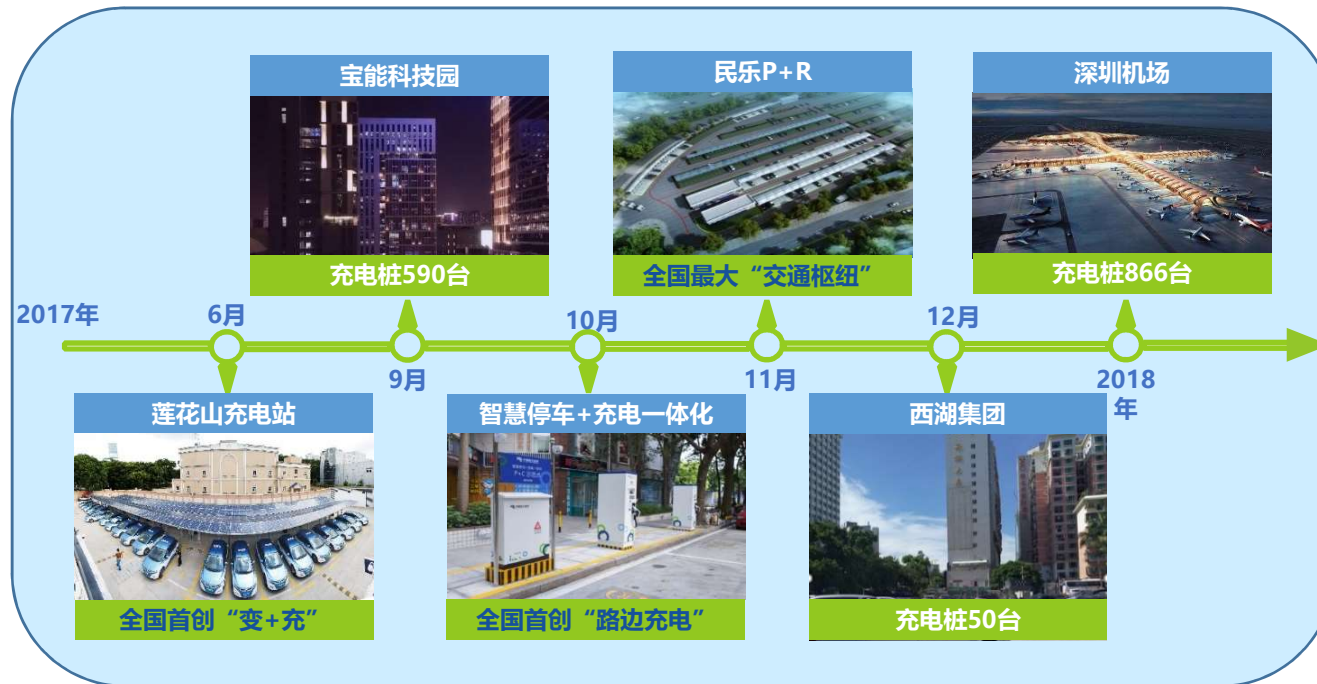 宝能科技园
民乐P+R
深圳机场
充电桩590台
全国最大“交通枢纽”
充电桩866台
2017年
6月
10月
12月
9月
11月
2018
年
莲花山充电站
智慧停车+充电一体化
西湖集团
P+C
全国首创“变+充”
全国首创“路边充电”
充电桩50台